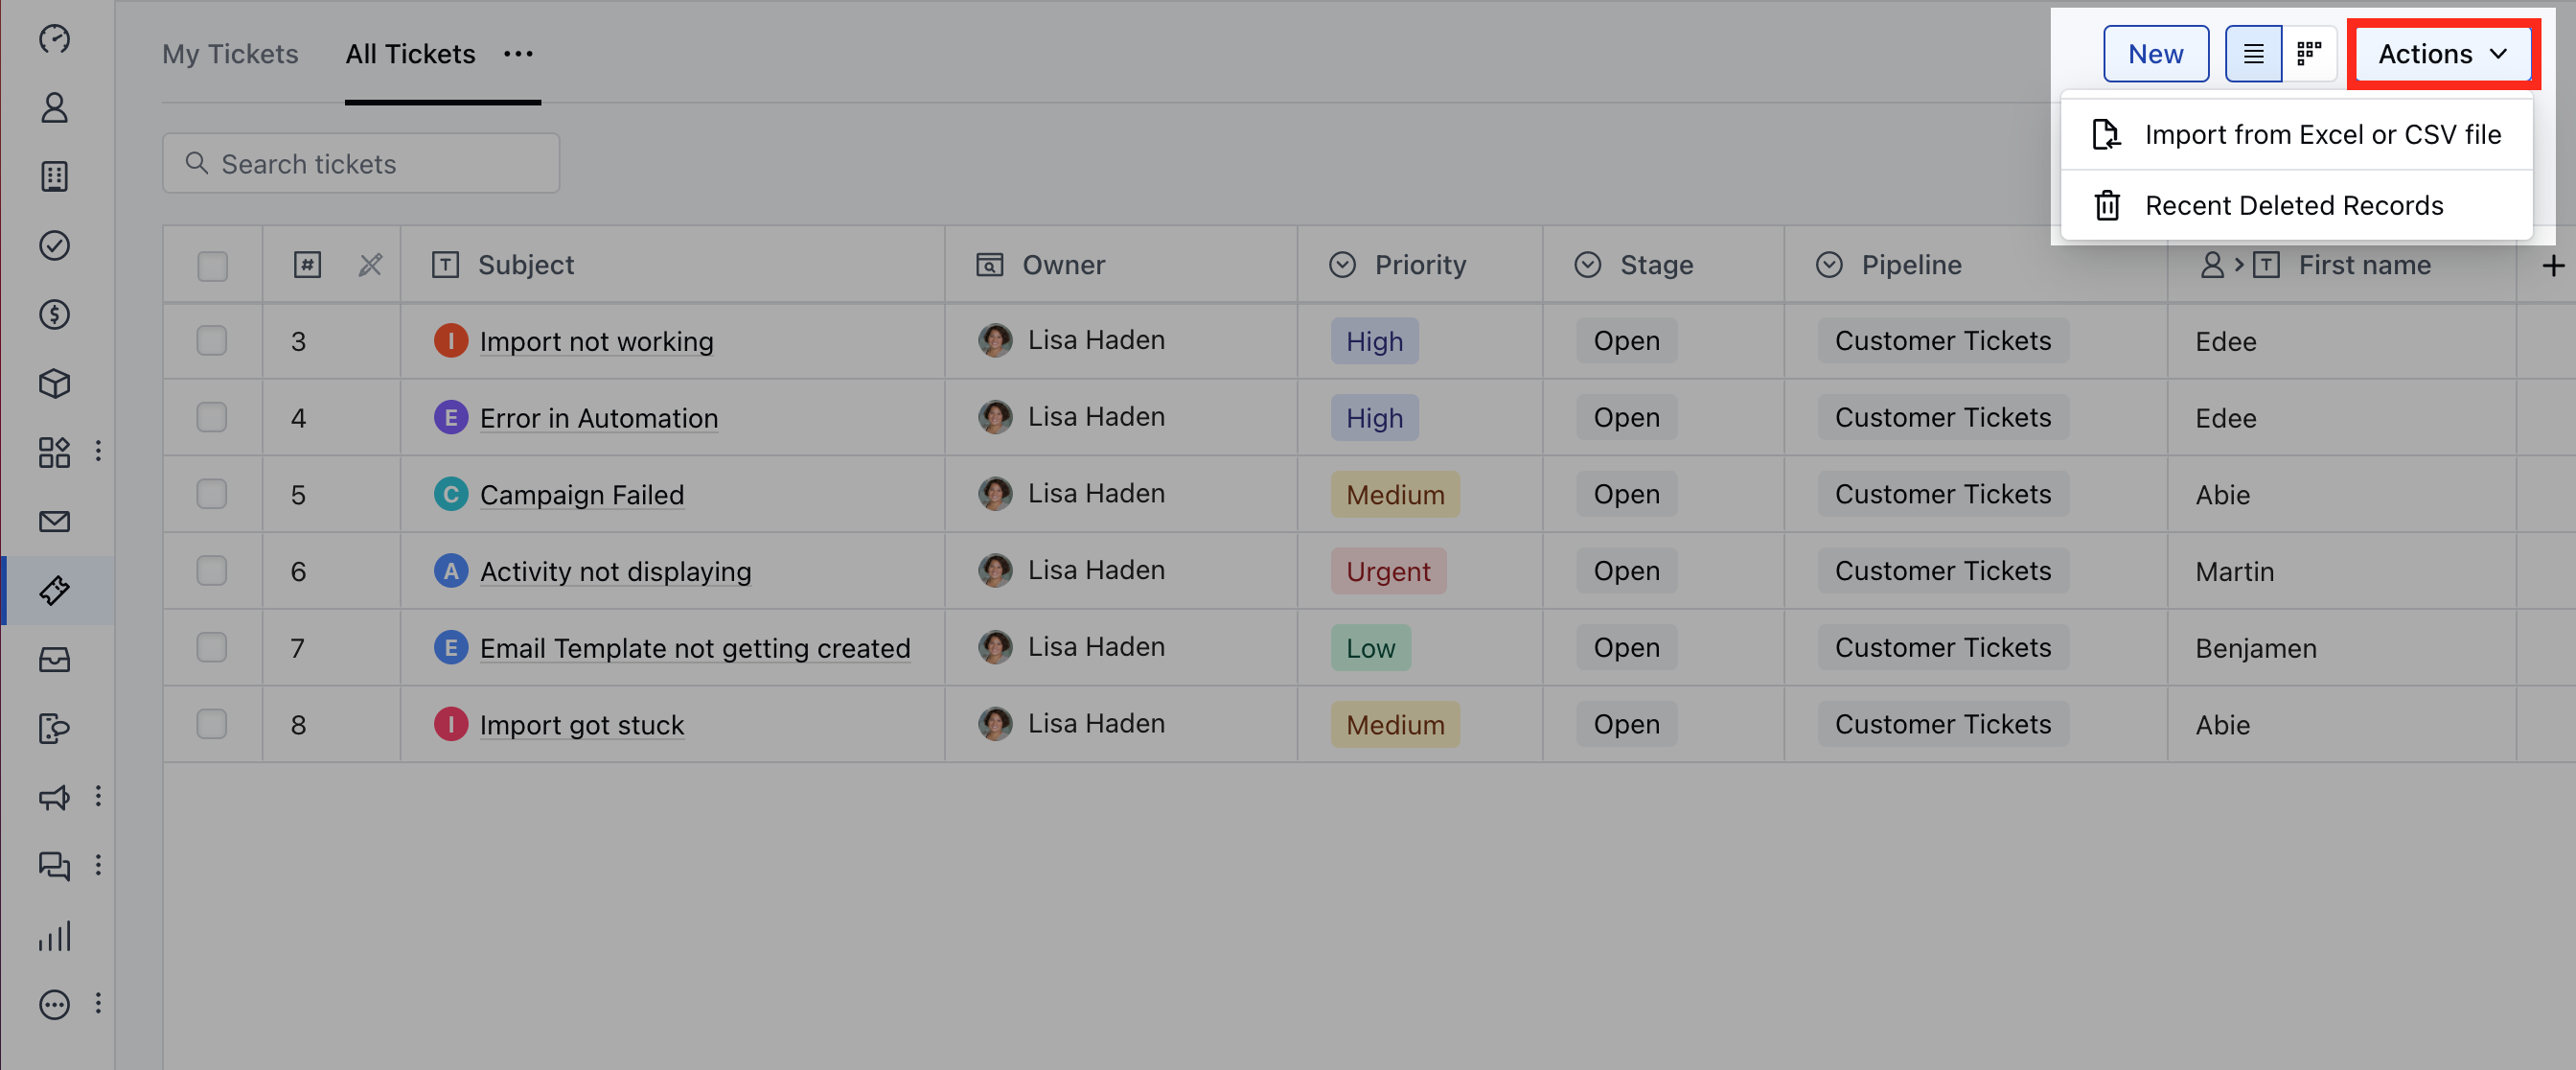 My Tickets All Tickets ··· New Actions
Import from Excel or CSV file
Search tickets
Recent Deleted Records
# T Subject Owner Priority Stage Pipeline T First name +
3 I Import not working Lisa Haden High Open Customer Tickets Edee
4 E Error in Automation Lisa Haden High Open Customer Tickets Edee
5 C Campaign Failed Lisa Haden Medium Open Customer Tickets Abie
6 A Activity not displaying Lisa Haden Urgent Open Customer Tickets Martin
7 E Email Template not getting created Lisa Haden Low Open Customer Tickets Benjamen
8 I Import got stuck Lisa Haden Medium Open Customer Tickets Abie